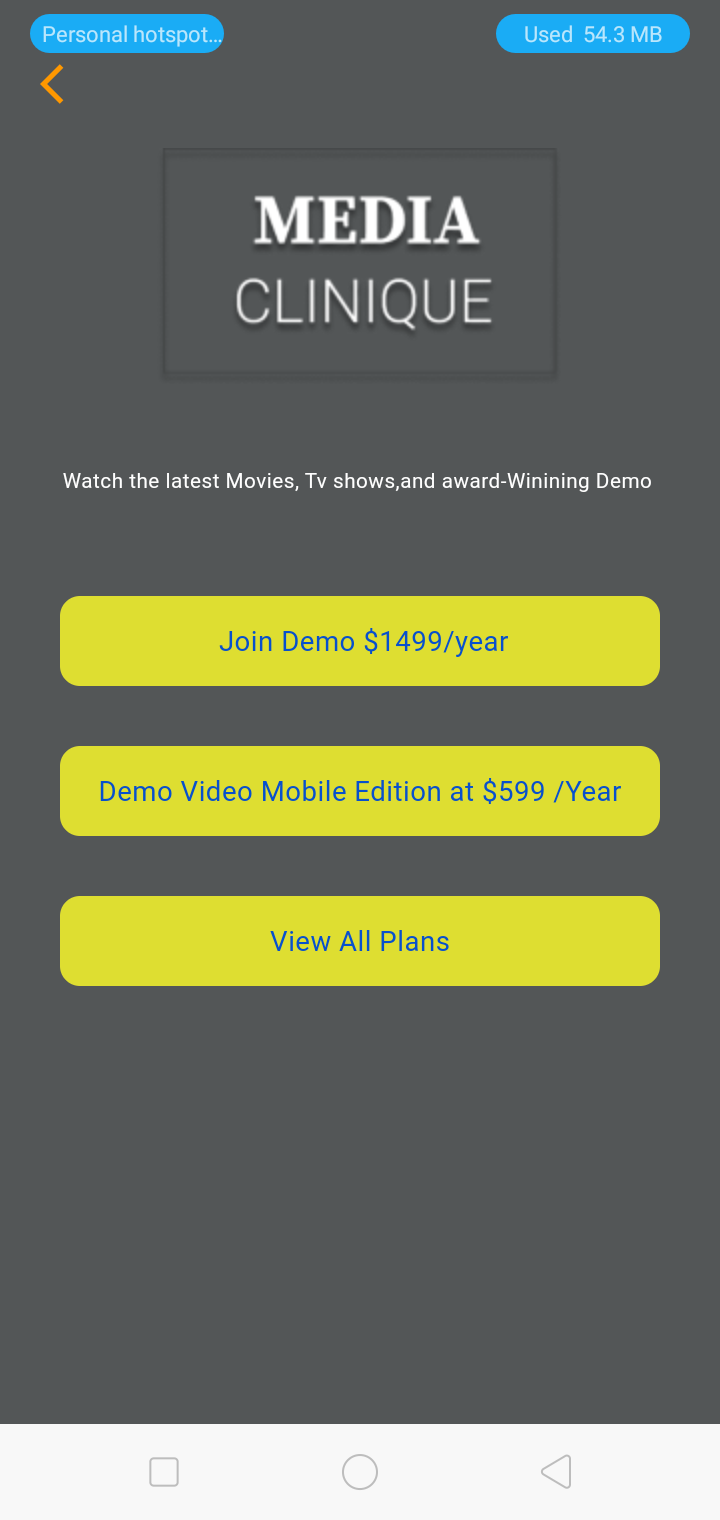 Personal hotspot... Used 54.3 MB
MEDIA
CLINIQUE
Watch the latest Movies, Tv shows,and award-Winining Demo
Join Demo $1499/year
Demo Video Mobile Edition at $599 /Year
View All Plans